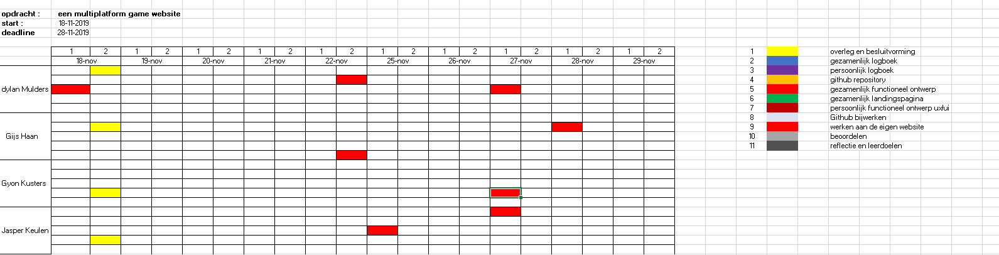 opdracht : een multiplatform game website
start : 18-11-2019
deadline 28-11-2019
1 2 1 2 1 2 1 2 1 2 1 2 1 2 1 2 1 2 1 2
18-nov 19-nov 20-nov 21-nov 22-nov 25-nov 26-nov 27-nov 28-nov 29-nov
dylan Mulders
Gijs Haan
Gyon Kusters
Jasper Keulen
1 overleg en besluitvorming
2 gezamenlijk logboek
3 persoonlijk logboek
4 github repository
5 gezamenlijk functioneel ontwerp
6 gezamenlijk landingspagina
7 persoonlijk functioneel ontwerp ux/ui
8 Github bijwerken
9 werken aan de eigen website
10 beoordelen
11 reflectie en leerdoelen